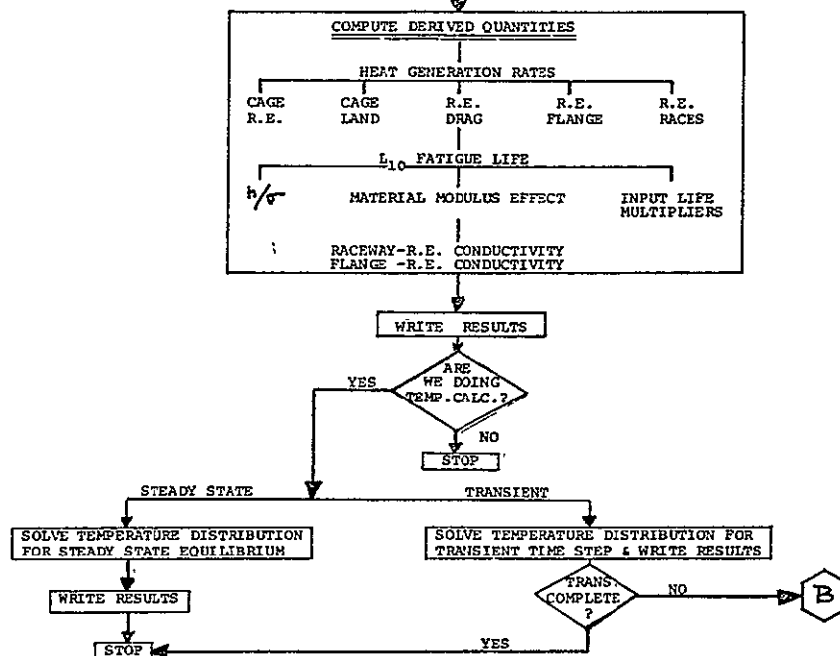 COMPUTE DERIVED QUANTITIES
HEAT GENERATION RATES
CAGE R.E.
CAGE LAND
R.E. DRAG
R.E. FLANGE
R.E. RACES
L10 FATIGUE LIFE
h/σ
MATERIAL MODULUS EFFECT
INPUT LIFE
MULTIPLIERS
RACEWAY-R.E. CONDUCTIVITY
FLANGE -R.E. CONDUCTIVITY
WRITE RESULTS
ARE
WE DOING
TEMP.CALC.?
YES
NO
STOP
STEADY STATE
TRANSIENT
SOLVE TEMPERATURE DISTRIBUTION
FOR STEADY STATE EQUILIBRIUM
SOLVE TEMPERATURE DISTRIBUTION FOR
TRANSIENT TIME STEP & WRITE RESULTS
WRITE RESULTS
TRANS.
COMPLETE
?
NO
B
YES
STOP